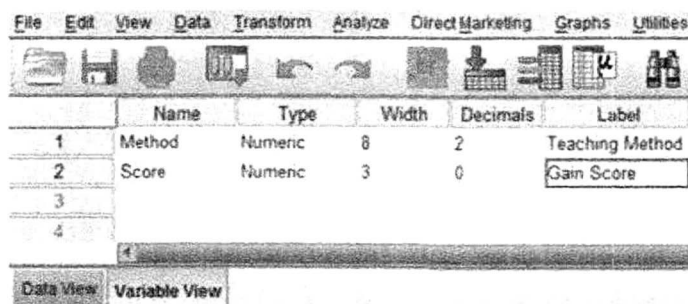 File Edit View Data Transform Analyze Direct Marketing Graphs Utilities
Name Type Width Decimals Label
1 Method Numeric 8 2 Teaching Method
2 Score Numeric 3 0 Gain Score
3
4
Data View Variable View